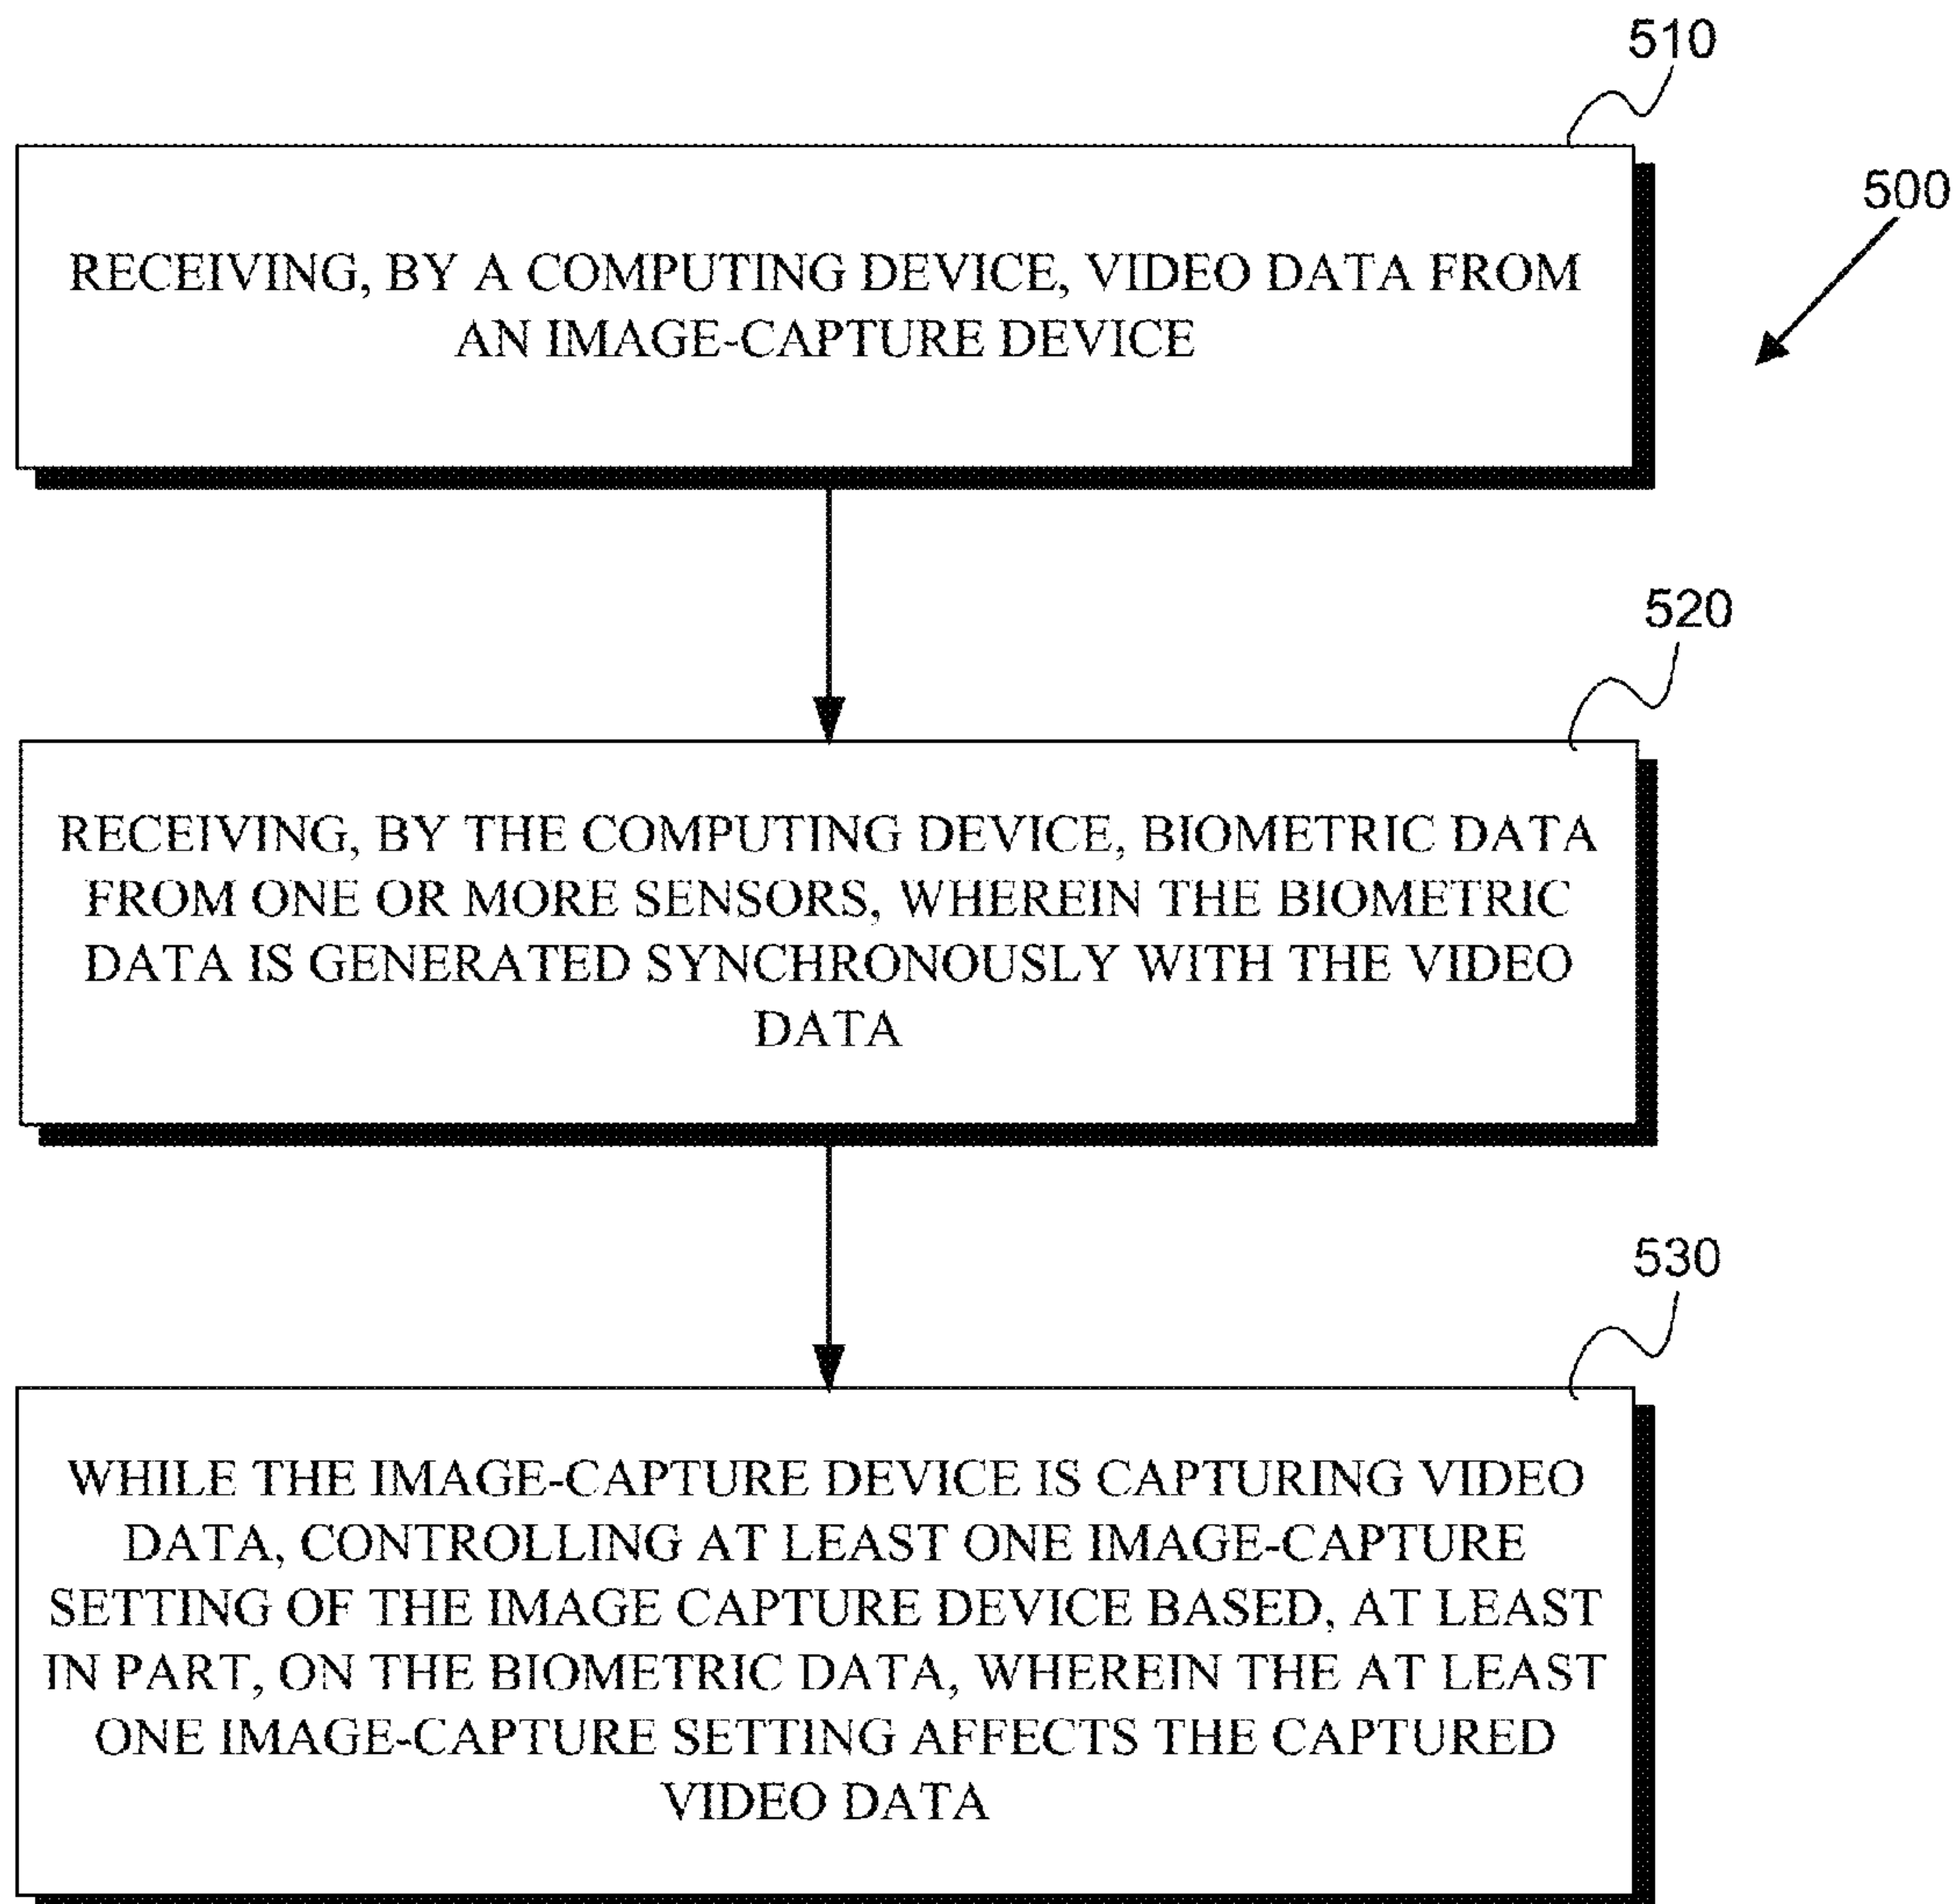 510
500
RECEIVING, BY A COMPUTING DEVICE, VIDEO DATA FROM
AN IMAGE-CAPTURE DEVICE
520
RECEIVING, BY THE COMPUTING DEVICE, BIOMETRIC DATA
FROM ONE OR MORE SENSORS, WHEREIN THE BIOMETRIC
DATA IS GENERATED SYNCHRONOUSLY WITH THE VIDEO
DATA
530
WHILE THE IMAGE-CAPTURE DEVICE IS CAPTURING VIDEO
DATA, CONTROLLING AT LEAST ONE IMAGE-CAPTURE
SETTING OF THE IMAGE CAPTURE DEVICE BASED, AT LEAST
IN PART, ON THE BIOMETRIC DATA, WHEREIN THE AT LEAST
ONE IMAGE-CAPTURE SETTING AFFECTS THE CAPTURED
VIDEO DATA